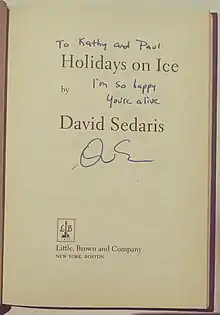 To Kathy and Paul
Holidays on Ice
I'm so happy
by
you're alive
David Sedaris
L B
Little, Brown and Company
NEW YORK BOSTON